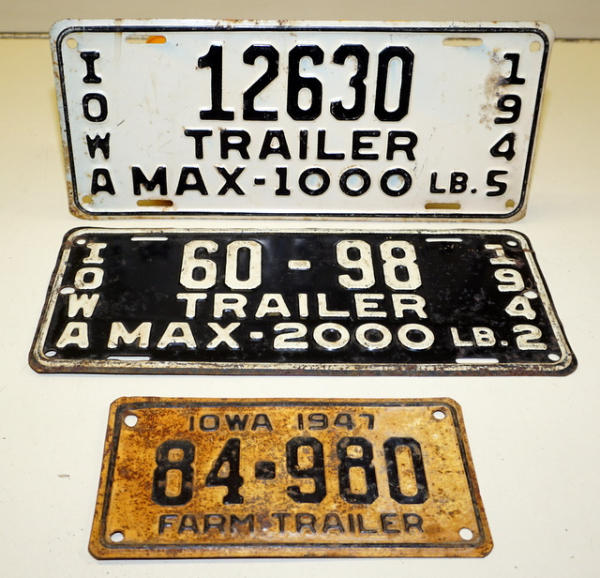 IOWA 12630 1945
TRAILER
MAX-1000 LB.
IOWA 60-98 1942
TRAILER
MAX-2000 LB.
IOWA 1947
84-980
FARM-TRAILER